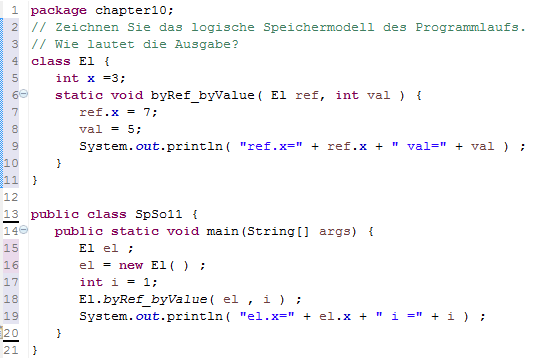 1 package chapter10;
2 // Zeichnen Sie das logische Speichermodell des Programmlaufs.
3 // Wie lautet die Ausgabe?
4 class El {
5    int x =3;
6    static void byRef_byValue( El ref, int val ) {
7       ref.x = 7;
8       val = 5;
9       System.out.println( "ref.x=" + ref.x + " val=" + val ) ;
10    }
11 }
12
13 public class SpSo11 {
14    public static void main(String[] args) {
15       El el ;
16       el = new El( ) ;
17       int i = 1;
18       El.byRef_byValue( el , i ) ;
19       System.out.println( "el.x=" + el.x + " i =" + i ) ;
20    }
21 }